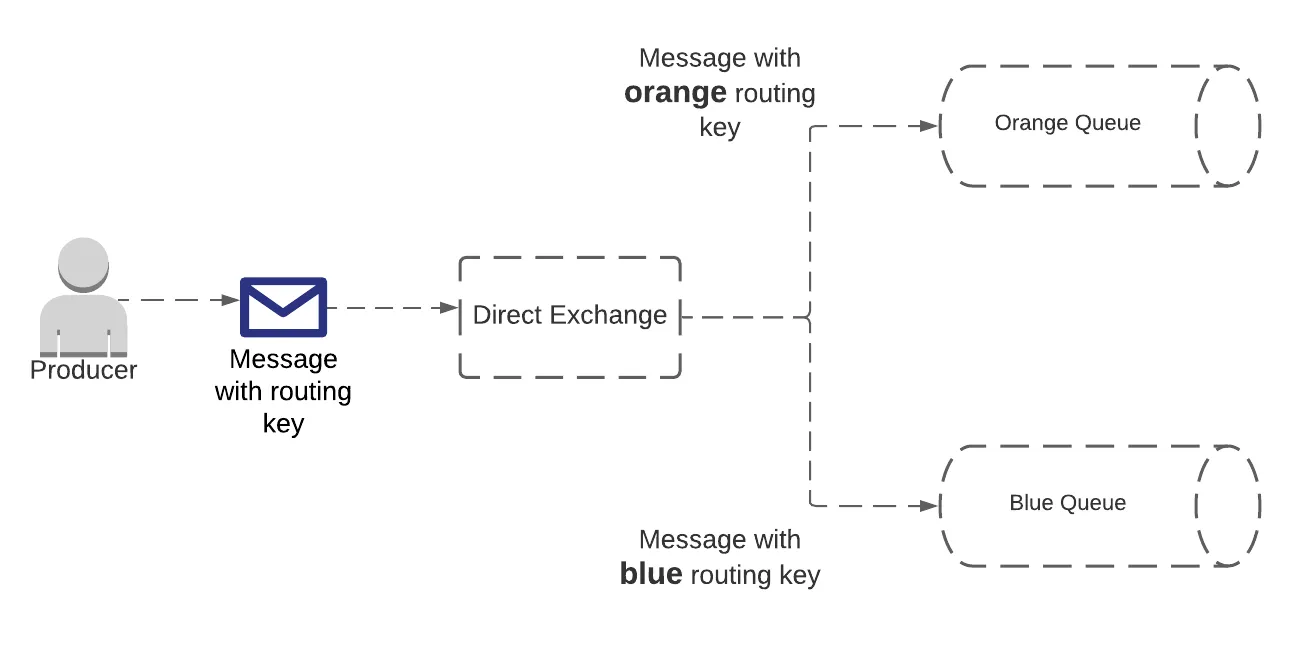 Message with
orange routing
key
Orange Queue
Producer
Message
with routing
key
Direct Exchange
Blue Queue
Message with
blue routing key